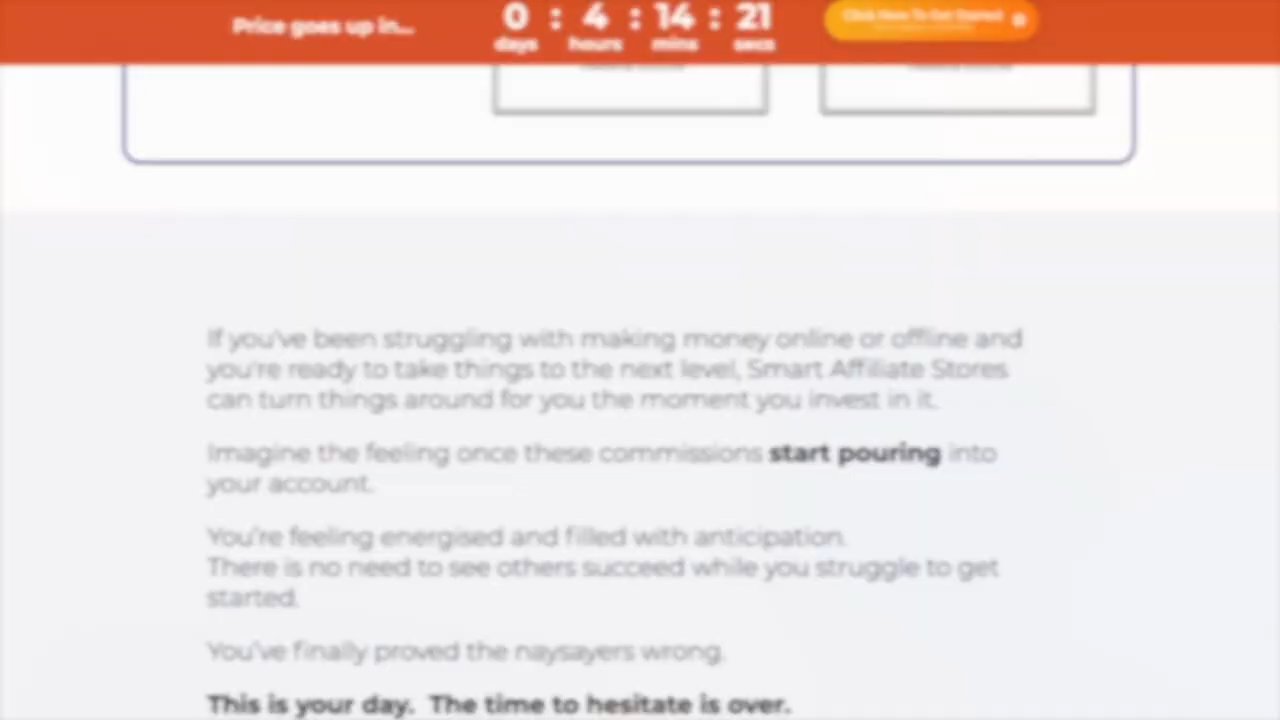 Price goes up in...
0 : 4 : 14 : 21
days hours mins secs
Click Here To Get Started
If you've been struggling with making money online or offline and
you're ready to take things to the next level, Smart Affiliate Stores
can turn things around for you the moment you invest in it.
Imagine the feeling once these commissions start pouring into
your account.
You're feeling energised and filled with anticipation.
There is no need to see others succeed while you struggle to get
started.
You've finally proved the naysayers wrong.
This is your day. The time to hesitate is over.